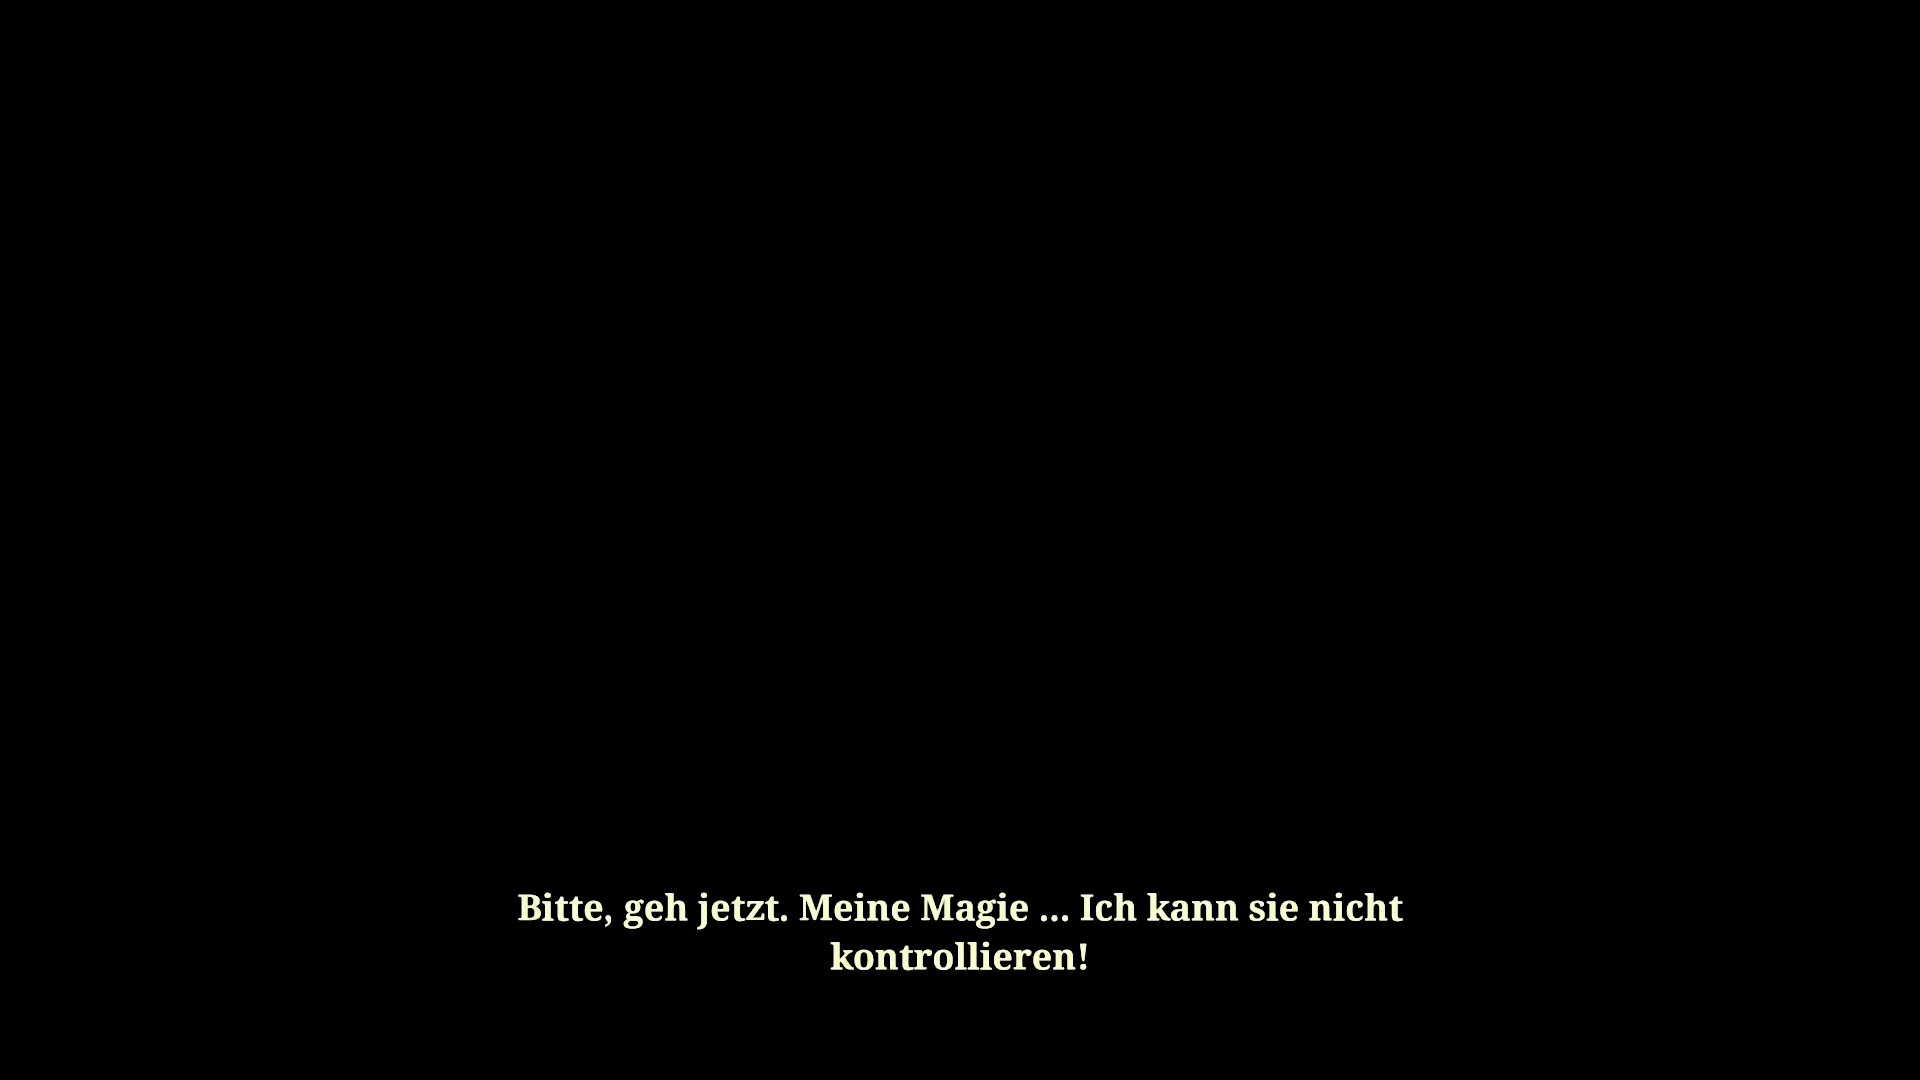 Bitte, geh jetzt. Meine Magie ... Ich kann sie nicht
kontrollieren!